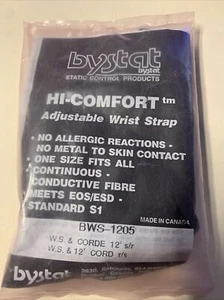 bystat
bystat
STATIC CONTROL PRODUCTS
HI-COMFORT™
Adjustable Wrist Strap
• NO ALLERGIC REACTIONS -
NO METAL TO SKIN CONTACT
• ONE SIZE FITS ALL
• CONTINUOUS -
CONDUCTIVE FIBRE
MEETS EOS/ESD -
STANDARD S1
MADE IN CANADA
BWS-1205
W.S. & CORDE 12' s/r
W.S. & 12' CORD r/s
bystat